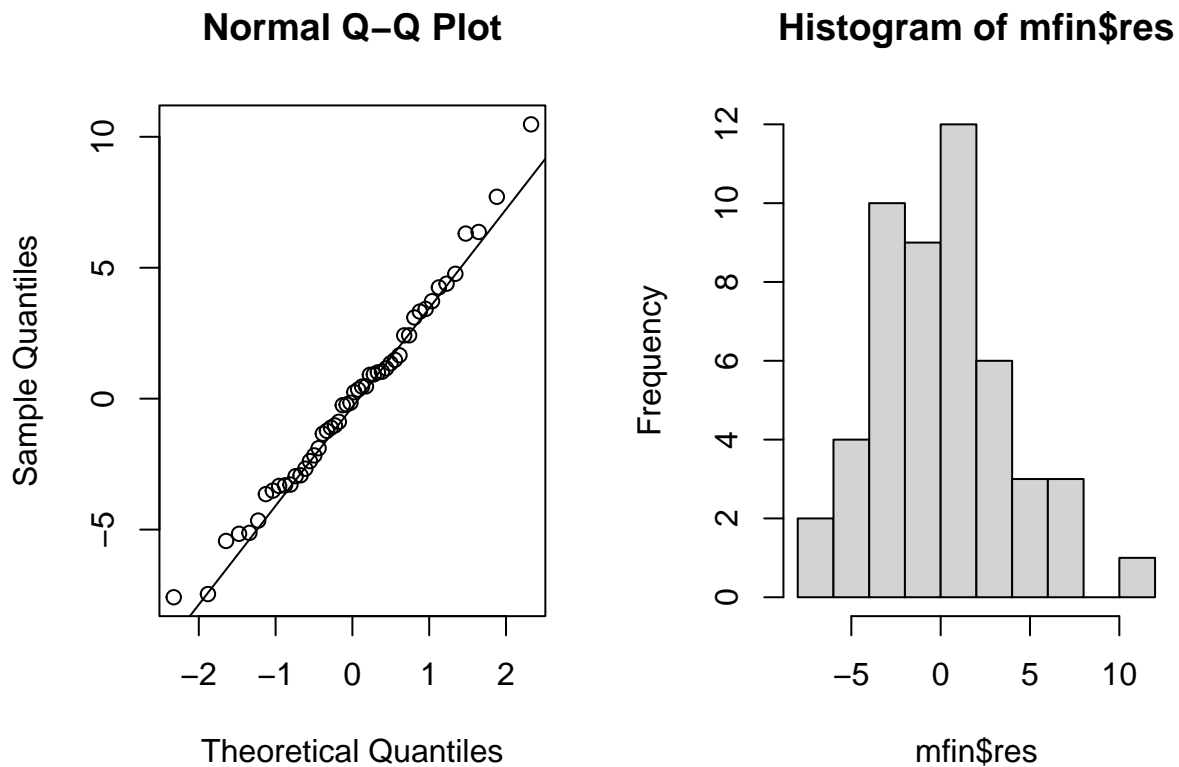 Normal Q−Q Plot
Sample Quantiles
10
5
0
−5
−2 −1 0 1 2
Theoretical Quantiles
Histogram of mfin$res
Frequency
12
10
8
6
4
2
0
−5 0 5 10
mfin$res